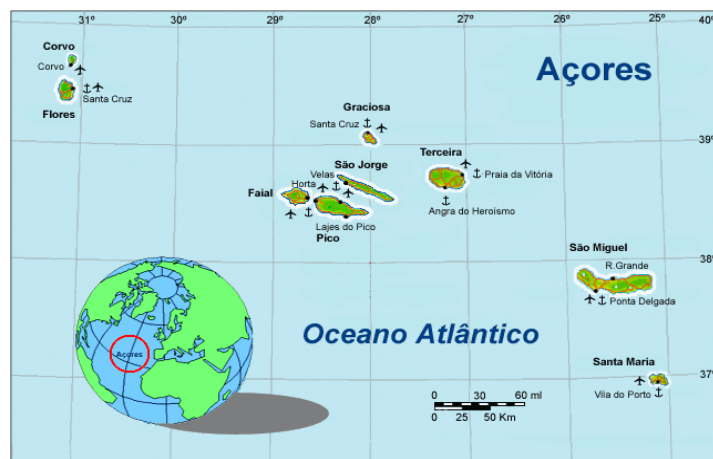 31º 30º 29º 28º 27º 26º 25º 40º
Corvo
Corvo
Santa Cruz
Flores
Açores
Graciosa
Santa Cruz
39º
Terceira
Praia da Vitória
Angra do Heroísmo
São Jorge
Velas
Horta
Faial
Lajes do Pico
Pico
São Miguel
38º
R.Grande
Ponta Delgada
Oceano Atlântico
Açores
Santa Maria
37º
Vila do Porto
0 30 60 ml
0 25 50 Km